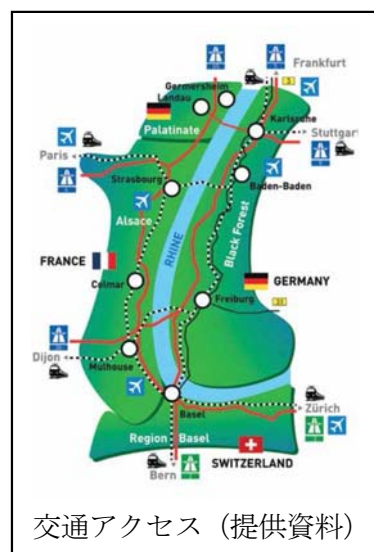 Frankfurt
Germersheim
Landau
Karlsruhe
Palatinate
Stuttgart
Paris
Strasbourg
Baden-Baden
Alsace
Black Forest
RHINE
FRANCE
GERMANY
Colmar
Freiburg
Dijon
Mulhouse
Basel
Zürich
Region Basel
SWITZERLAND
Bern
交通アクセス（提供資料）